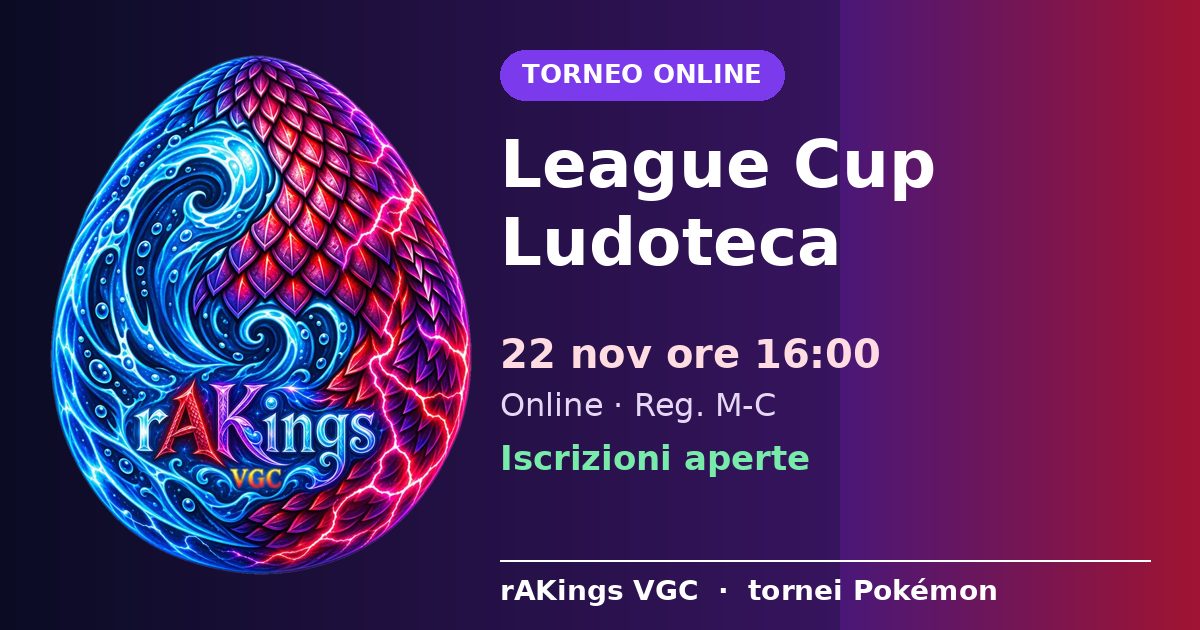 TORNEO ONLINE
League Cup
Ludoteca
22 nov ore 16:00
Online · Reg. M-C
Iscrizioni aperte
rAKings
VGC
rAKings VGC · tornei Pokémon